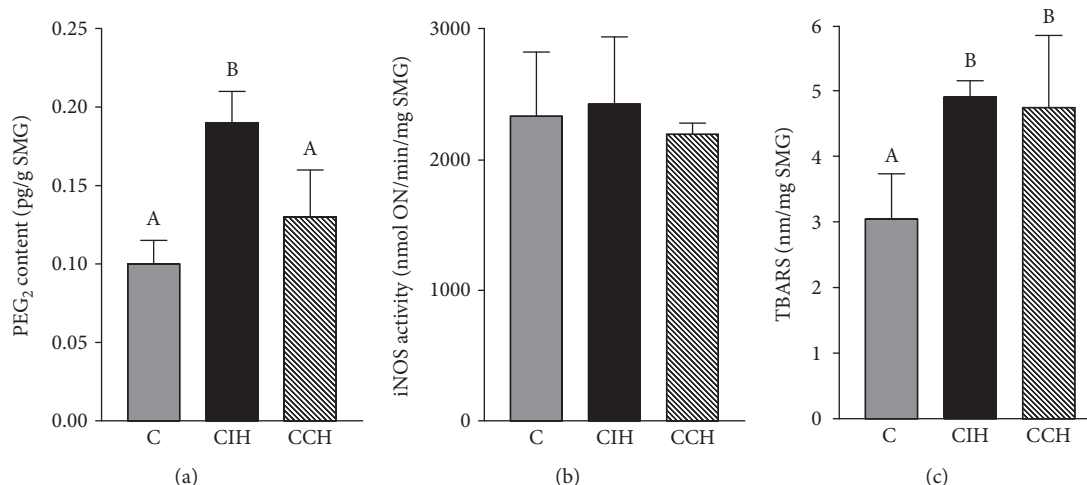 PEG₂ content (pg/g SMG)
0.25
0.20
0.15
0.10
0.05
0.00
A
B
A
C
CIH
CCH
(a)
iNOS activity (nmol ON/min/mg SMG)
3000
2000
2000
0
C
CIH
CCH
(b)
TBARS (nm/mg SMG)
6
5
4
3
2
1
0
A
B
B
C
CIH
CCH
(c)